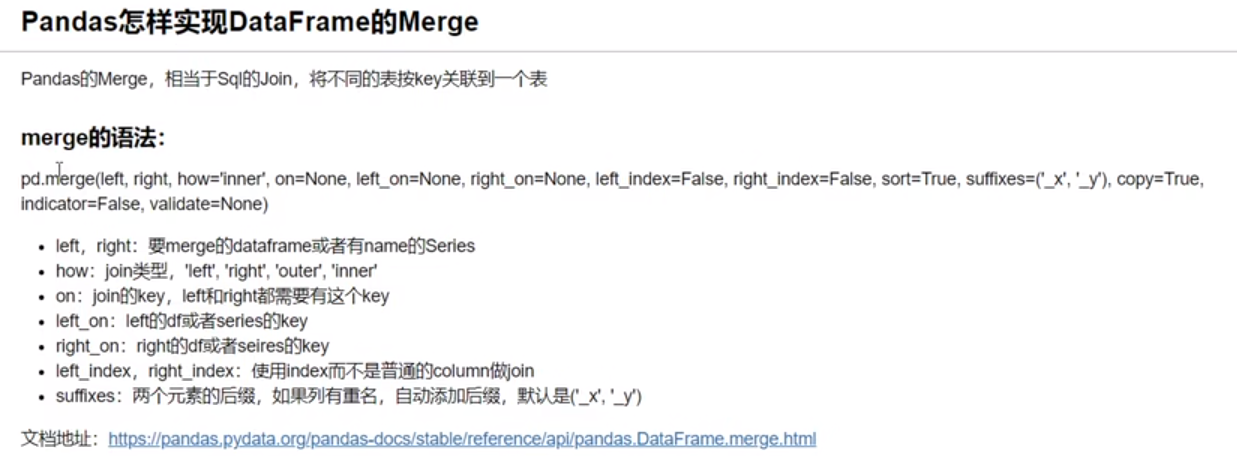 Pandas怎样实现DataFrame的Merge
Pandas的Merge，相当于Sql的Join，将不同的表按key关联到一个表
merge的语法：
pd.merge(left, right, how='inner', on=None, left_on=None, right_on=None, left_index=False, right_index=False, sort=True, suffixes=('_x', '_y'), copy=True,
indicator=False, validate=None)
• left，right：要merge的dataframe或者有name的Series
• how：join类型，'left', 'right', 'outer', 'inner'
• on：join的key，left和right都需要有这个key
• left_on：left的df或者series的key
• right_on：right的df或者seires的key
• left_index，right_index：使用index而不是普通的column做join
• suffixes：两个元素的后缀，如果列有重名，自动添加后缀，默认是('_x', '_y')
文档地址：https://pandas.pydata.org/pandas-docs/stable/reference/api/pandas.DataFrame.merge.html